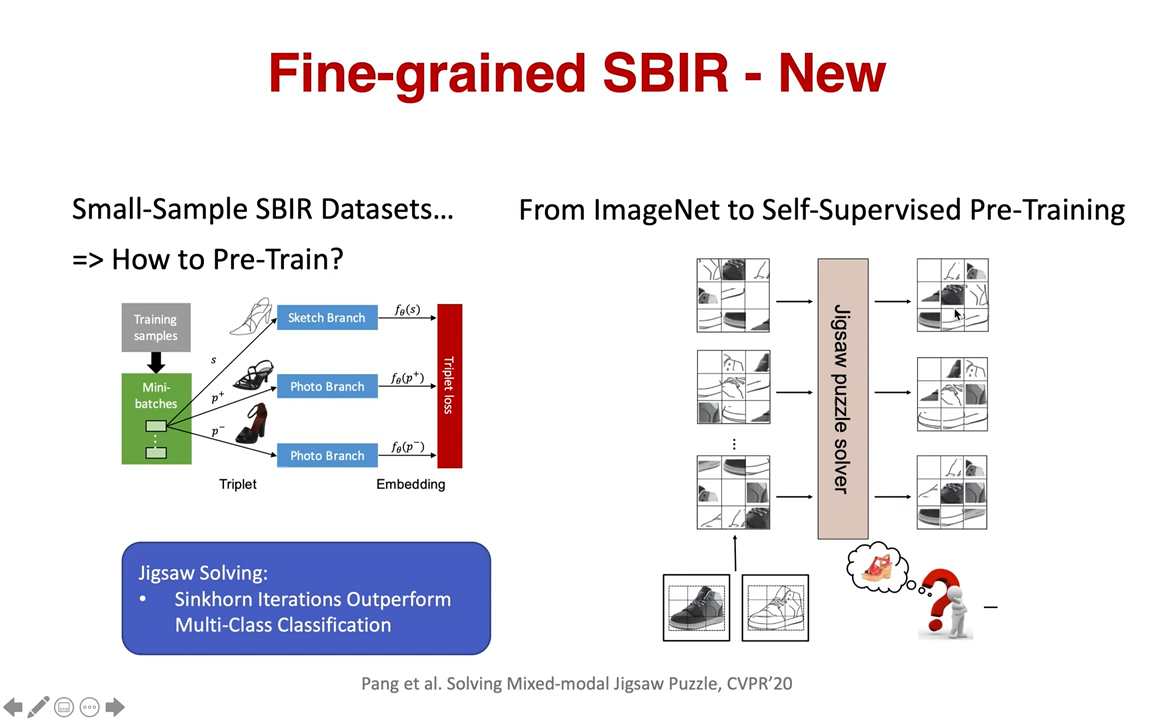 Fine-grained SBIR - New
Small-Sample SBIR Datasets…
=> How to Pre-Train?
Training
samples
Mini-
batches
s
p⁺
p⁻
Sketch Branch
Photo Branch
Photo Branch
fθ(s)
fθ(p⁺)
fθ(p⁻)
Triplet loss
Triplet
Embedding
Jigsaw Solving:
• Sinkhorn Iterations Outperform
Multi-Class Classification
From ImageNet to Self-Supervised Pre-Training
Jigsaw puzzle solver
Pang et al. Solving Mixed-modal Jigsaw Puzzle, CVPR’20